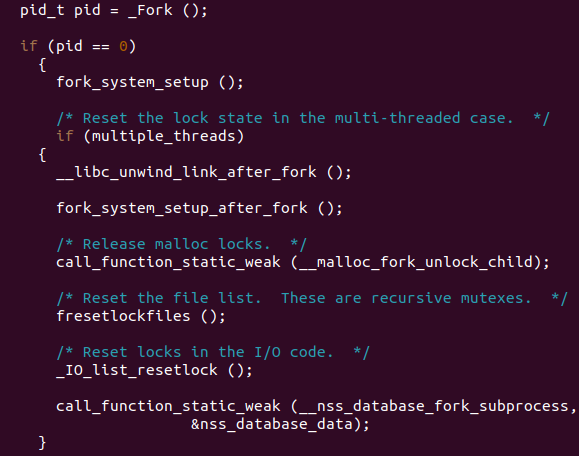 pid_t pid = _Fork ();
if (pid == 0)
{
fork_system_setup ();
/* Reset the lock state in the multi-threaded case.  */
if (multiple_threads)
{
__libc_unwind_link_after_fork ();
fork_system_setup_after_fork ();
/* Release malloc locks.  */
call_function_static_weak (__malloc_fork_unlock_child);
/* Reset the file list.  These are recursive mutexes.  */
fresetlockfiles ();
/* Reset locks in the I/O code.  */
_IO_list_resetlock ();
call_function_static_weak (__nss_database_fork_subprocess,
&nss_database_data);
}